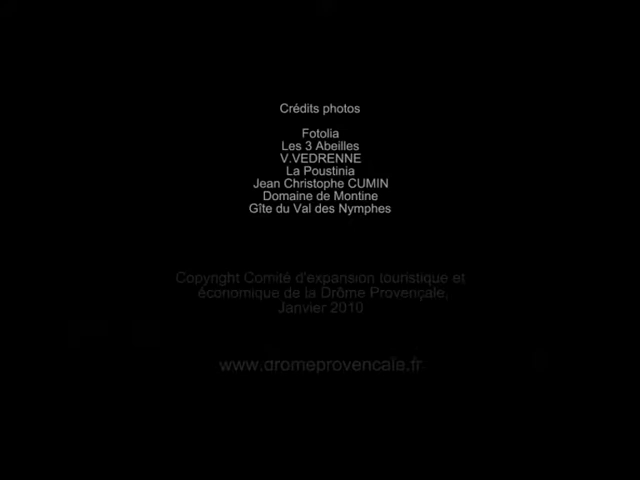 Crédits photos
Fotolia
Les 3 Abeilles
V.VEDRENNE
La Poustinia
Jean Christophe CUMIN
Domaine de Montine
Gîte du Val des Nymphes
Copyright Comité d'expansion touristique et
économique de la Drôme Provençale,
Janvier 2010
www.dromeprovencale.fr